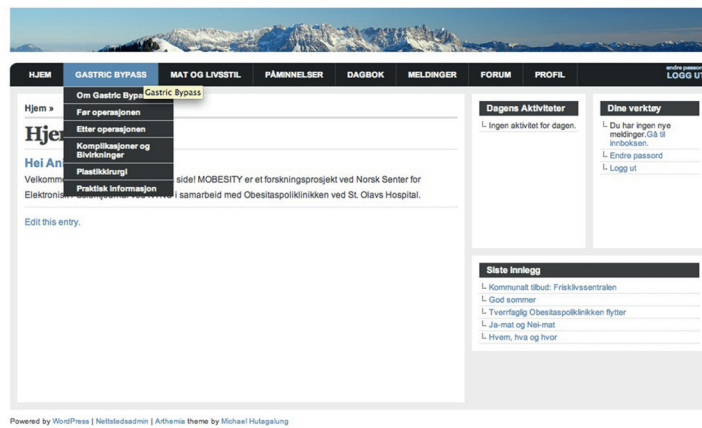 endre passord
HJEM GASTRIC BYPASS MAT OG LIVSSTIL PÅMINNELSER DAGBOK MELDINGER FORUM PROFIL LOGG UT
Om Gastric
Gastric Bypass
Før operasjonen
Etter operasjonen
Komplikasjoner og
Bivirkninger
Plastikkirurgi
Praktisk informasjon
Hjem »
Hei
side! MOBESITY er et forskningsprosjekt ved Norsk Senter for
i samarbeid med Obesitaspoliklinikken ved St. Olavs Hospital.
Edit this entry.
Dagens Aktiviteter
Ingen aktivitet for dagen.
Dine verktøy
Du har ingen nye
meldinger.Gå til
innboksen.
Endre passord
Logg ut
Siste innlegg
Kommunalt tilbud: Frisklivssentralen
God sommer
Tverrfaglig Obesitaspoliklinikken flytter
Ja-mat og Nei-mat
Hvem, hva og hvor
Powered by WordPress | Nettstedsadmin | Arthemia theme by Michael Hutagalung